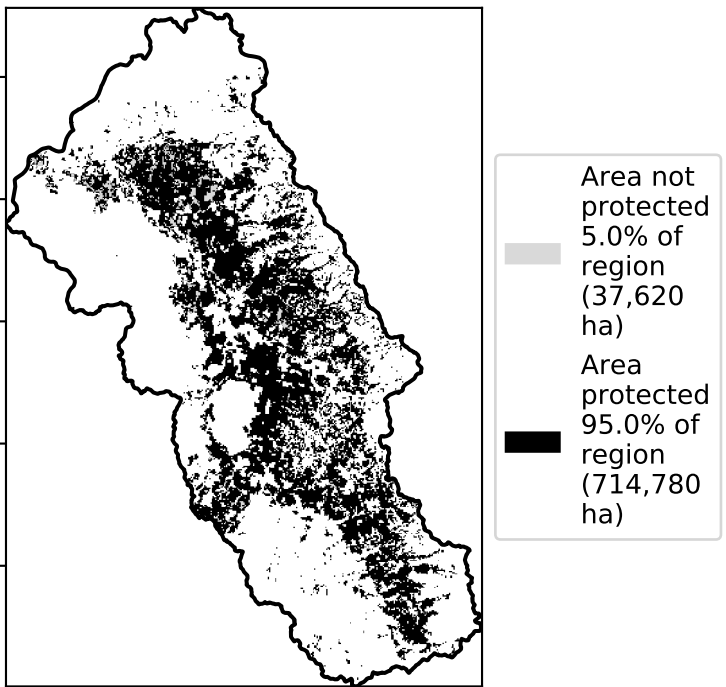 Area not
protected
5.0% of
region
(37,620
ha)
Area
protected
95.0% of
region
(714,780
ha)